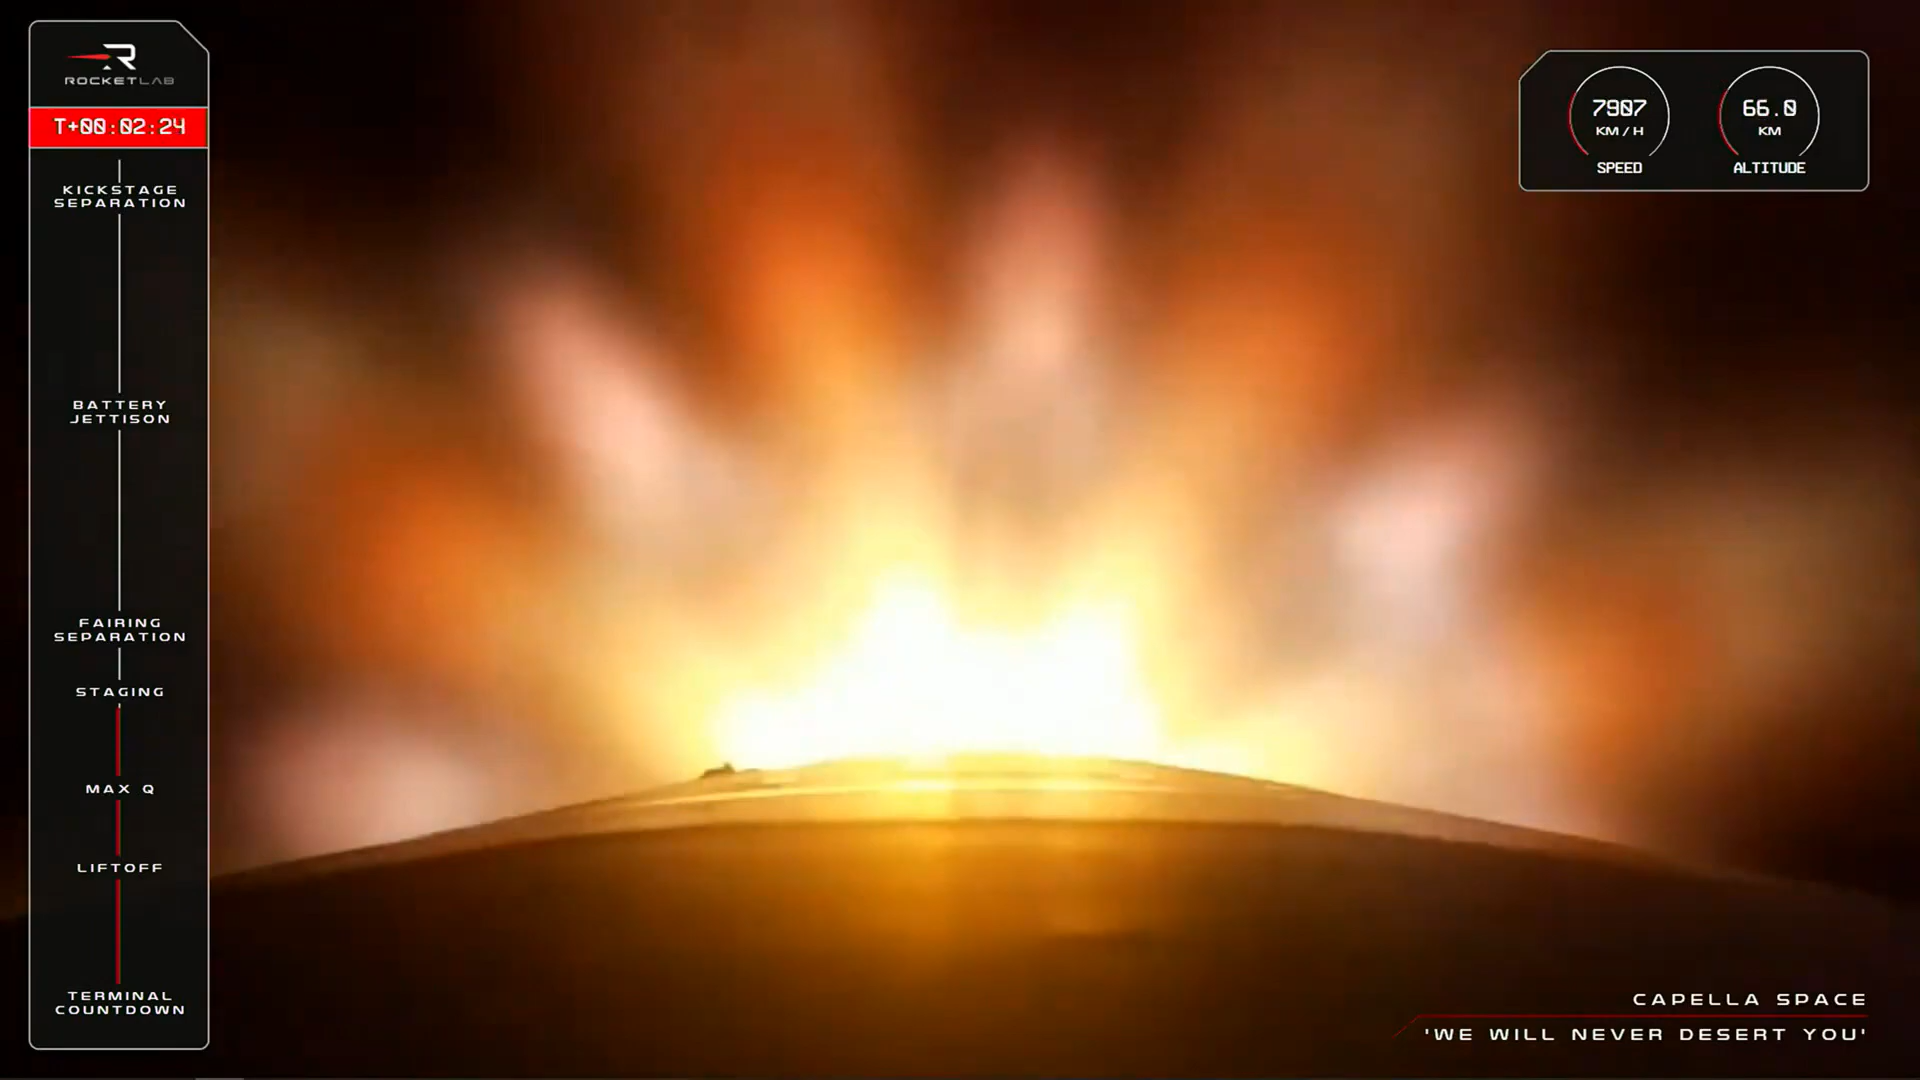 ROCKETLAB
T+00:02:24
KICKSTAGE
SEPARATION
BATTERY
JETTISON
FAIRING
SEPARATION
STAGING
MAX Q
LIFTOFF
TERMINAL
COUNTDOWN
7907
KM/H
SPEED
66.0
KM
ALTITUDE
CAPELLA SPACE
'WE WILL NEVER DESERT YOU'